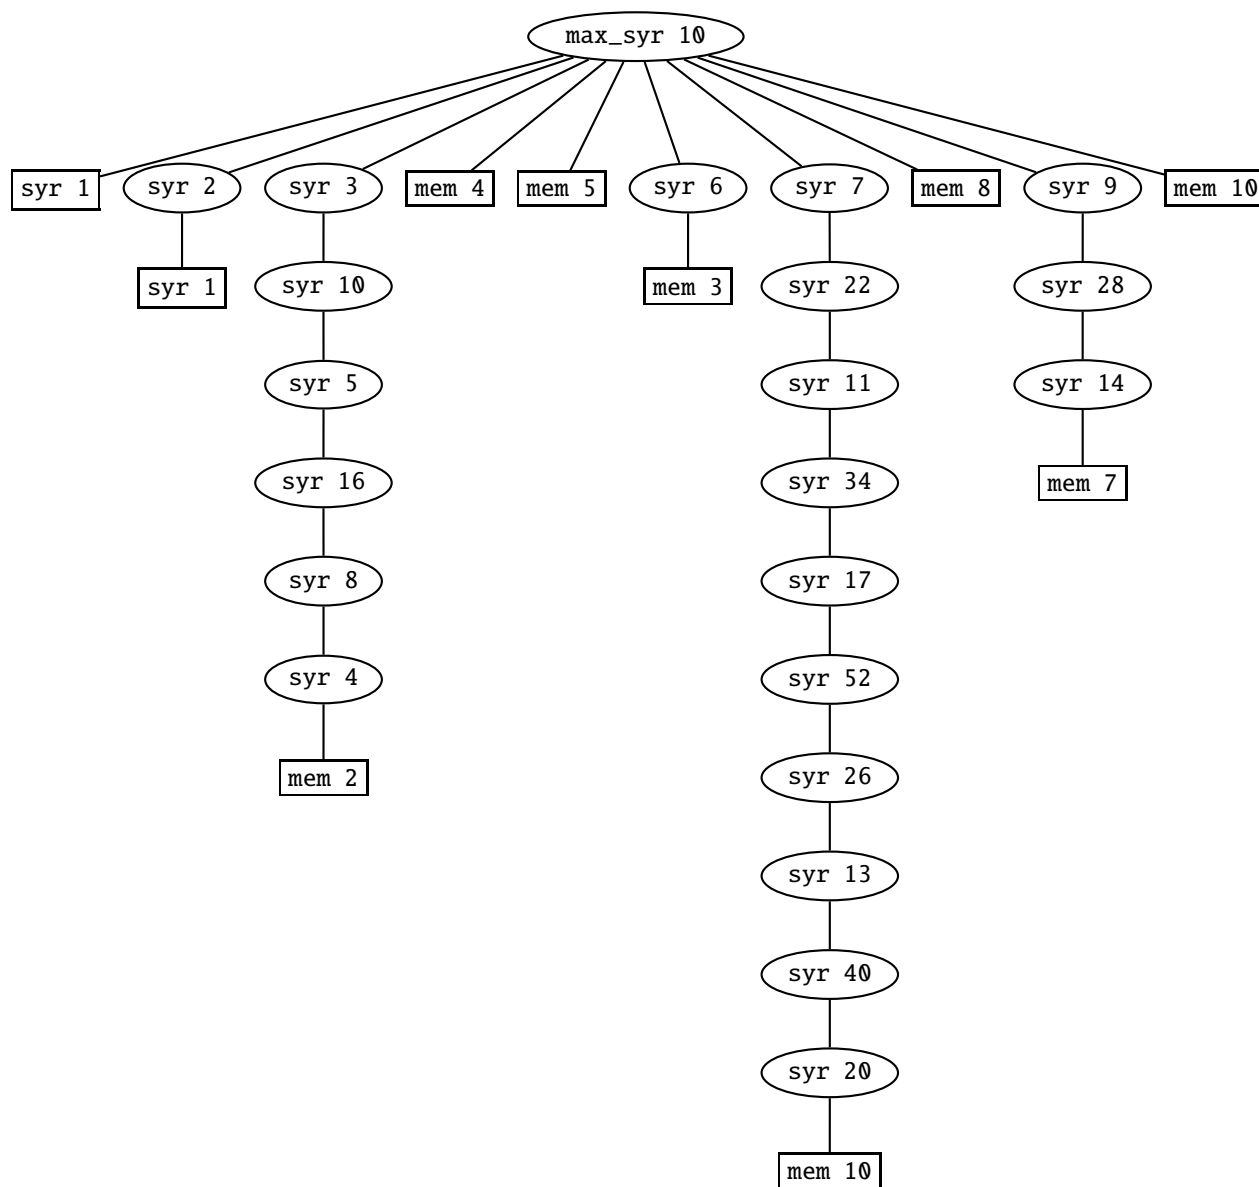 max_syr 10
syr 1 syr 2 syr 3 mem 4 mem 5 syr 6 syr 7 mem 8 syr 9 mem 10
syr 1 syr 10 mem 3 syr 22 syr 28
syr 5 syr 11 syr 14
syr 16 syr 34 mem 7
syr 8 syr 17
syr 4 syr 52
mem 2 syr 26
syr 13
syr 40
syr 20
mem 10